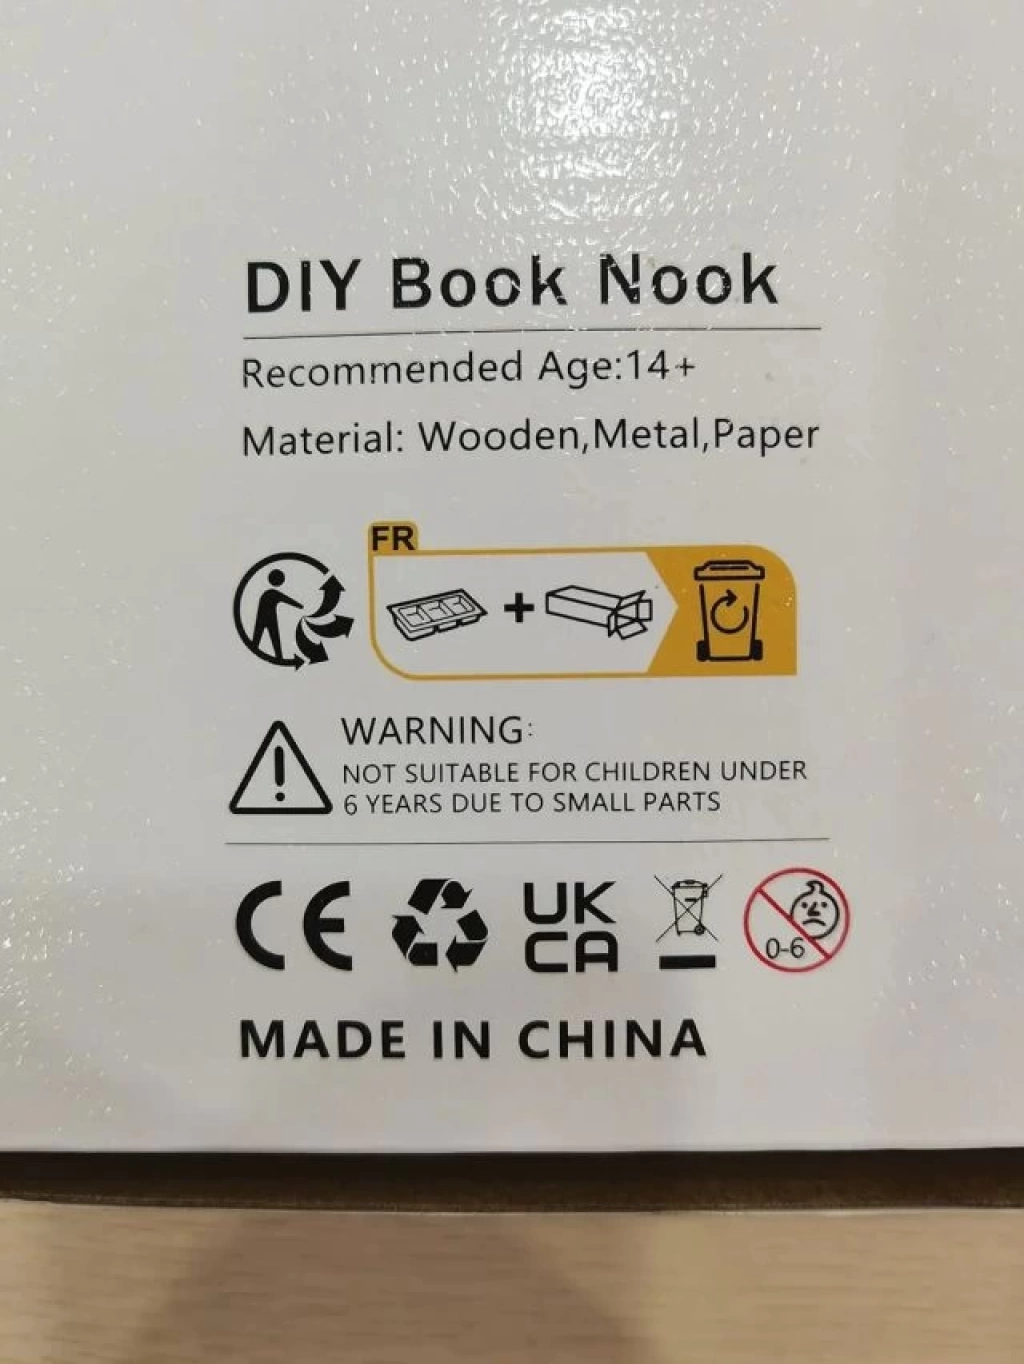 DIY Book Nook
Recommended Age:14+
Material: Wooden,Metal,Paper
FR
+
WARNING:
NOT SUITABLE FOR CHILDREN UNDER
6 YEARS DUE TO SMALL PARTS
CE UK CA 0-6
MADE IN CHINA